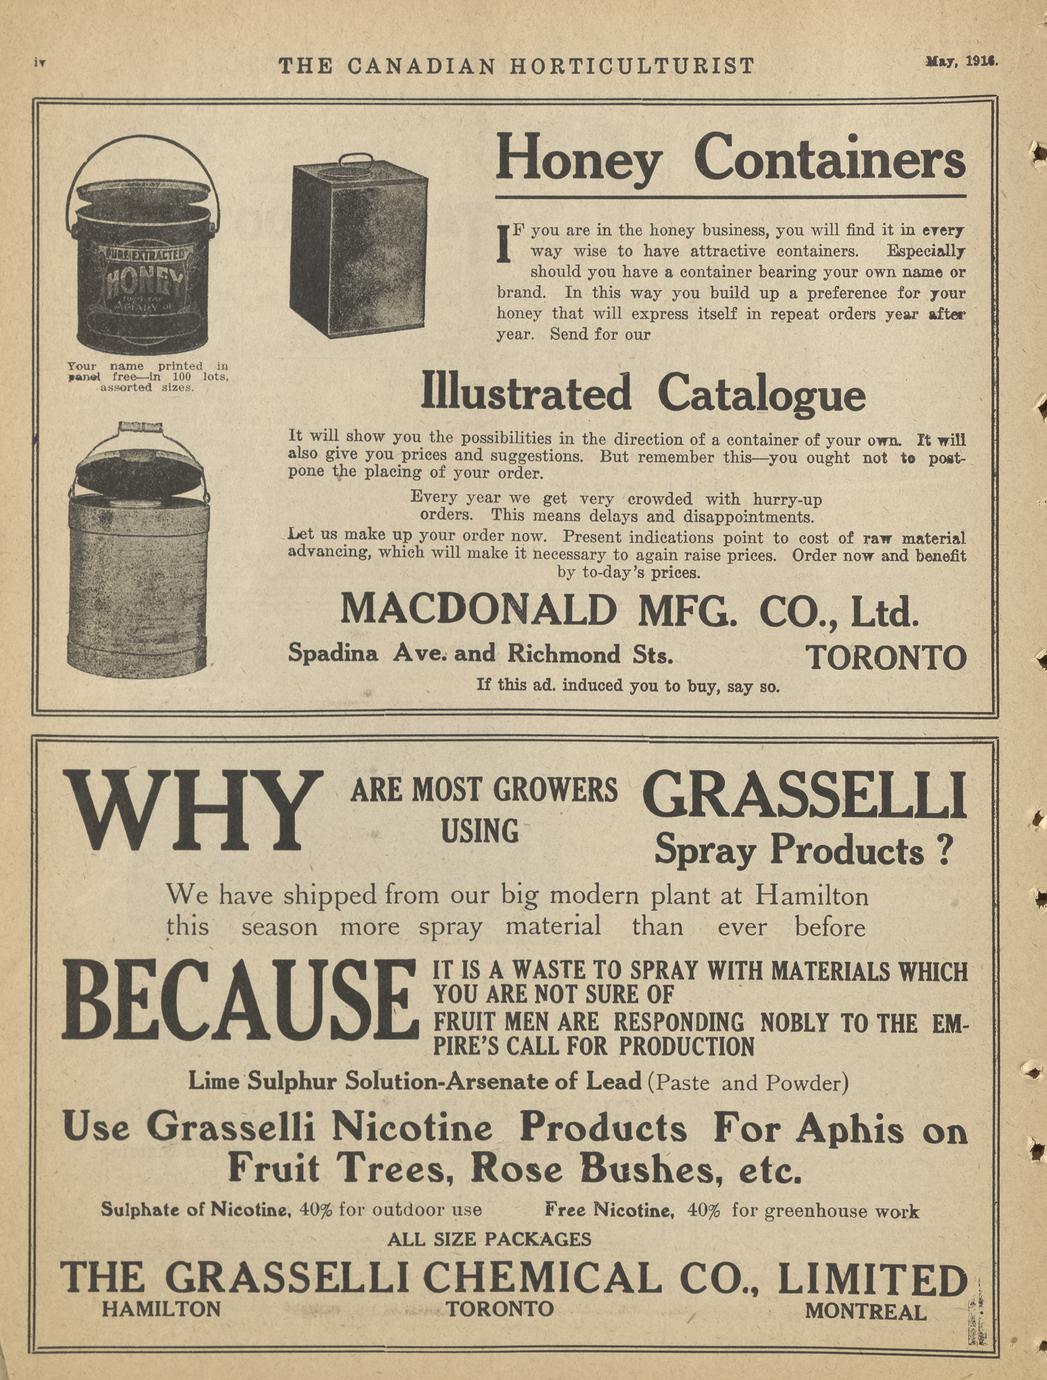 iv
THE CANADIAN HORTICULTURIST
May, 1918.
Honey Containers
IF you are in the honey business, you will find it in every
way wise to have attractive containers. Especially
should you have a container bearing your own name or
brand. In this way you build up a preference for your
honey that will express itself in repeat orders year after
year. Send for our
PURE EXTRACTED
HONEY
Your name printed in
panel free—in 100 lots,
assorted sizes.
Illustrated Catalogue
It will show you the possibilities in the direction of a container of your own. It will
also give you prices and suggestions. But remember this—you ought not to post-
pone the placing of your order.
Every year we get very crowded with hurry-up
orders. This means delays and disappointments.
Let us make up your order now. Present indications point to cost of raw material
advancing, which will make it necessary to again raise prices. Order now and benefit
by to-day's prices.
MACDONALD MFG. CO., Ltd.
Spadina Ave. and Richmond Sts. TORONTO
If this ad. induced you to buy, say so.
WHY ARE MOST GROWERS USING GRASSELLI
Spray Products ?
We have shipped from our big modern plant at Hamilton
this season more spray material than ever before
BECAUSE IT IS A WASTE TO SPRAY WITH MATERIALS WHICH
YOU ARE NOT SURE OF
FRUIT MEN ARE RESPONDING NOBLY TO THE EM-
PIRE'S CALL FOR PRODUCTION
Lime Sulphur Solution-Arsenate of Lead (Paste and Powder)
Use Grasselli Nicotine Products For Aphis on
Fruit Trees, Rose Bushes, etc.
Sulphate of Nicotine, 40% for outdoor use Free Nicotine, 40% for greenhouse work
ALL SIZE PACKAGES
THE GRASSELLI CHEMICAL CO., LIMITED
HAMILTON TORONTO MONTREAL